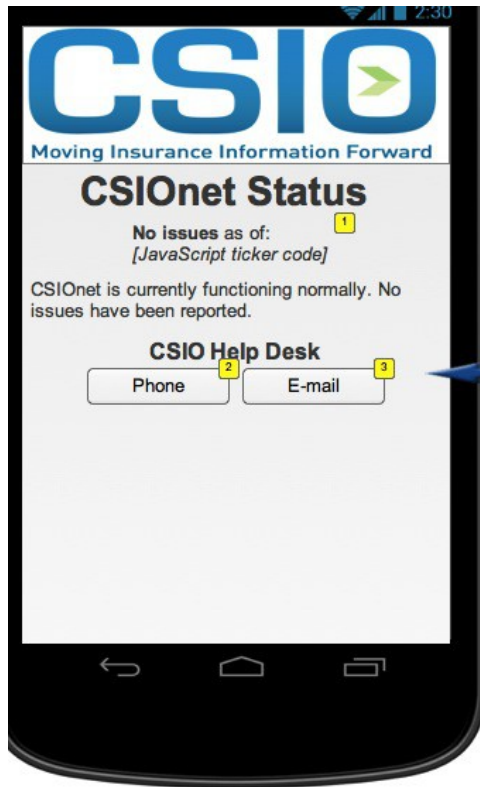 2:30
CSIO
Moving Insurance Information Forward
CSIOnet Status
1
No issues as of:
[JavaScript ticker code]
CSIOnet is currently functioning normally. No
issues have been reported.
CSIO Help Desk
2
3
Phone
E-mail